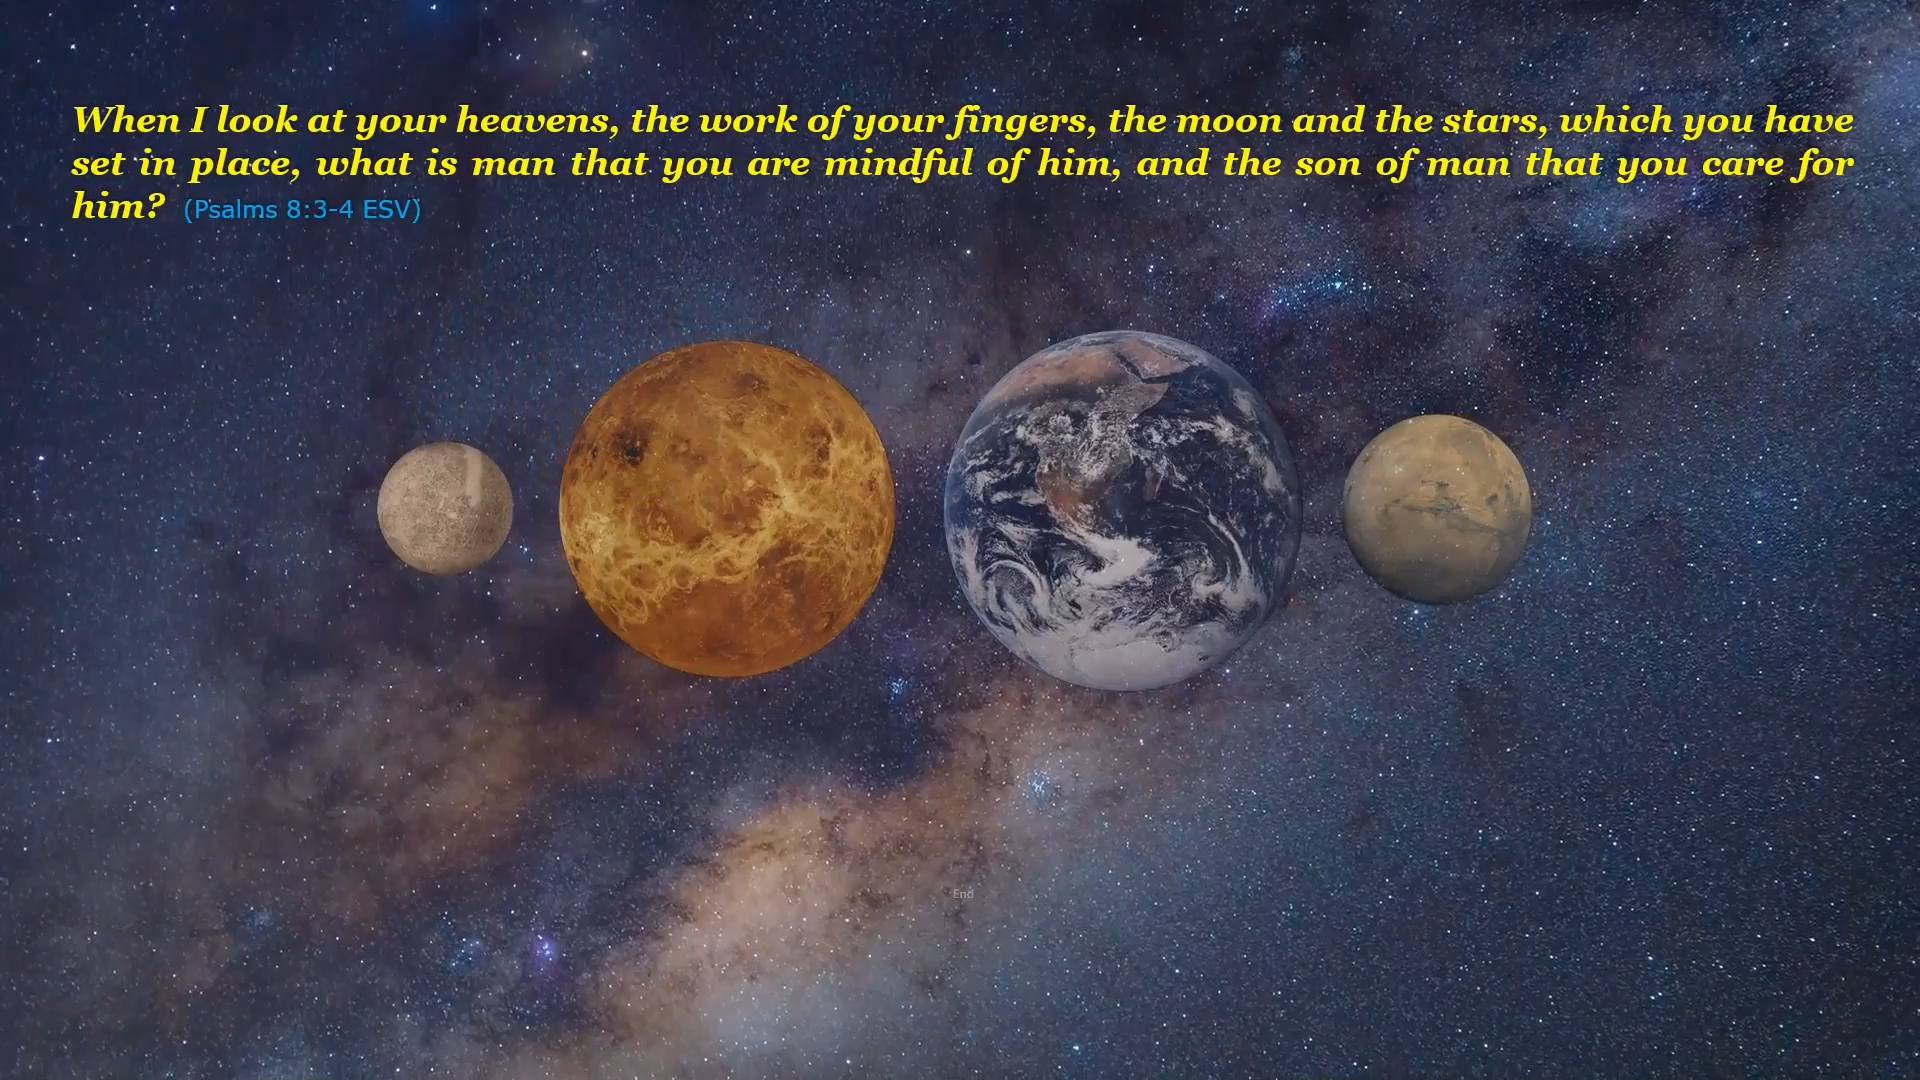 When I look at your heavens, the work of your fingers, the moon and the stars, which you have
set in place, what is man that you are mindful of him, and the son of man that you care for
him? (Psalms 8:3-4 ESV)
End